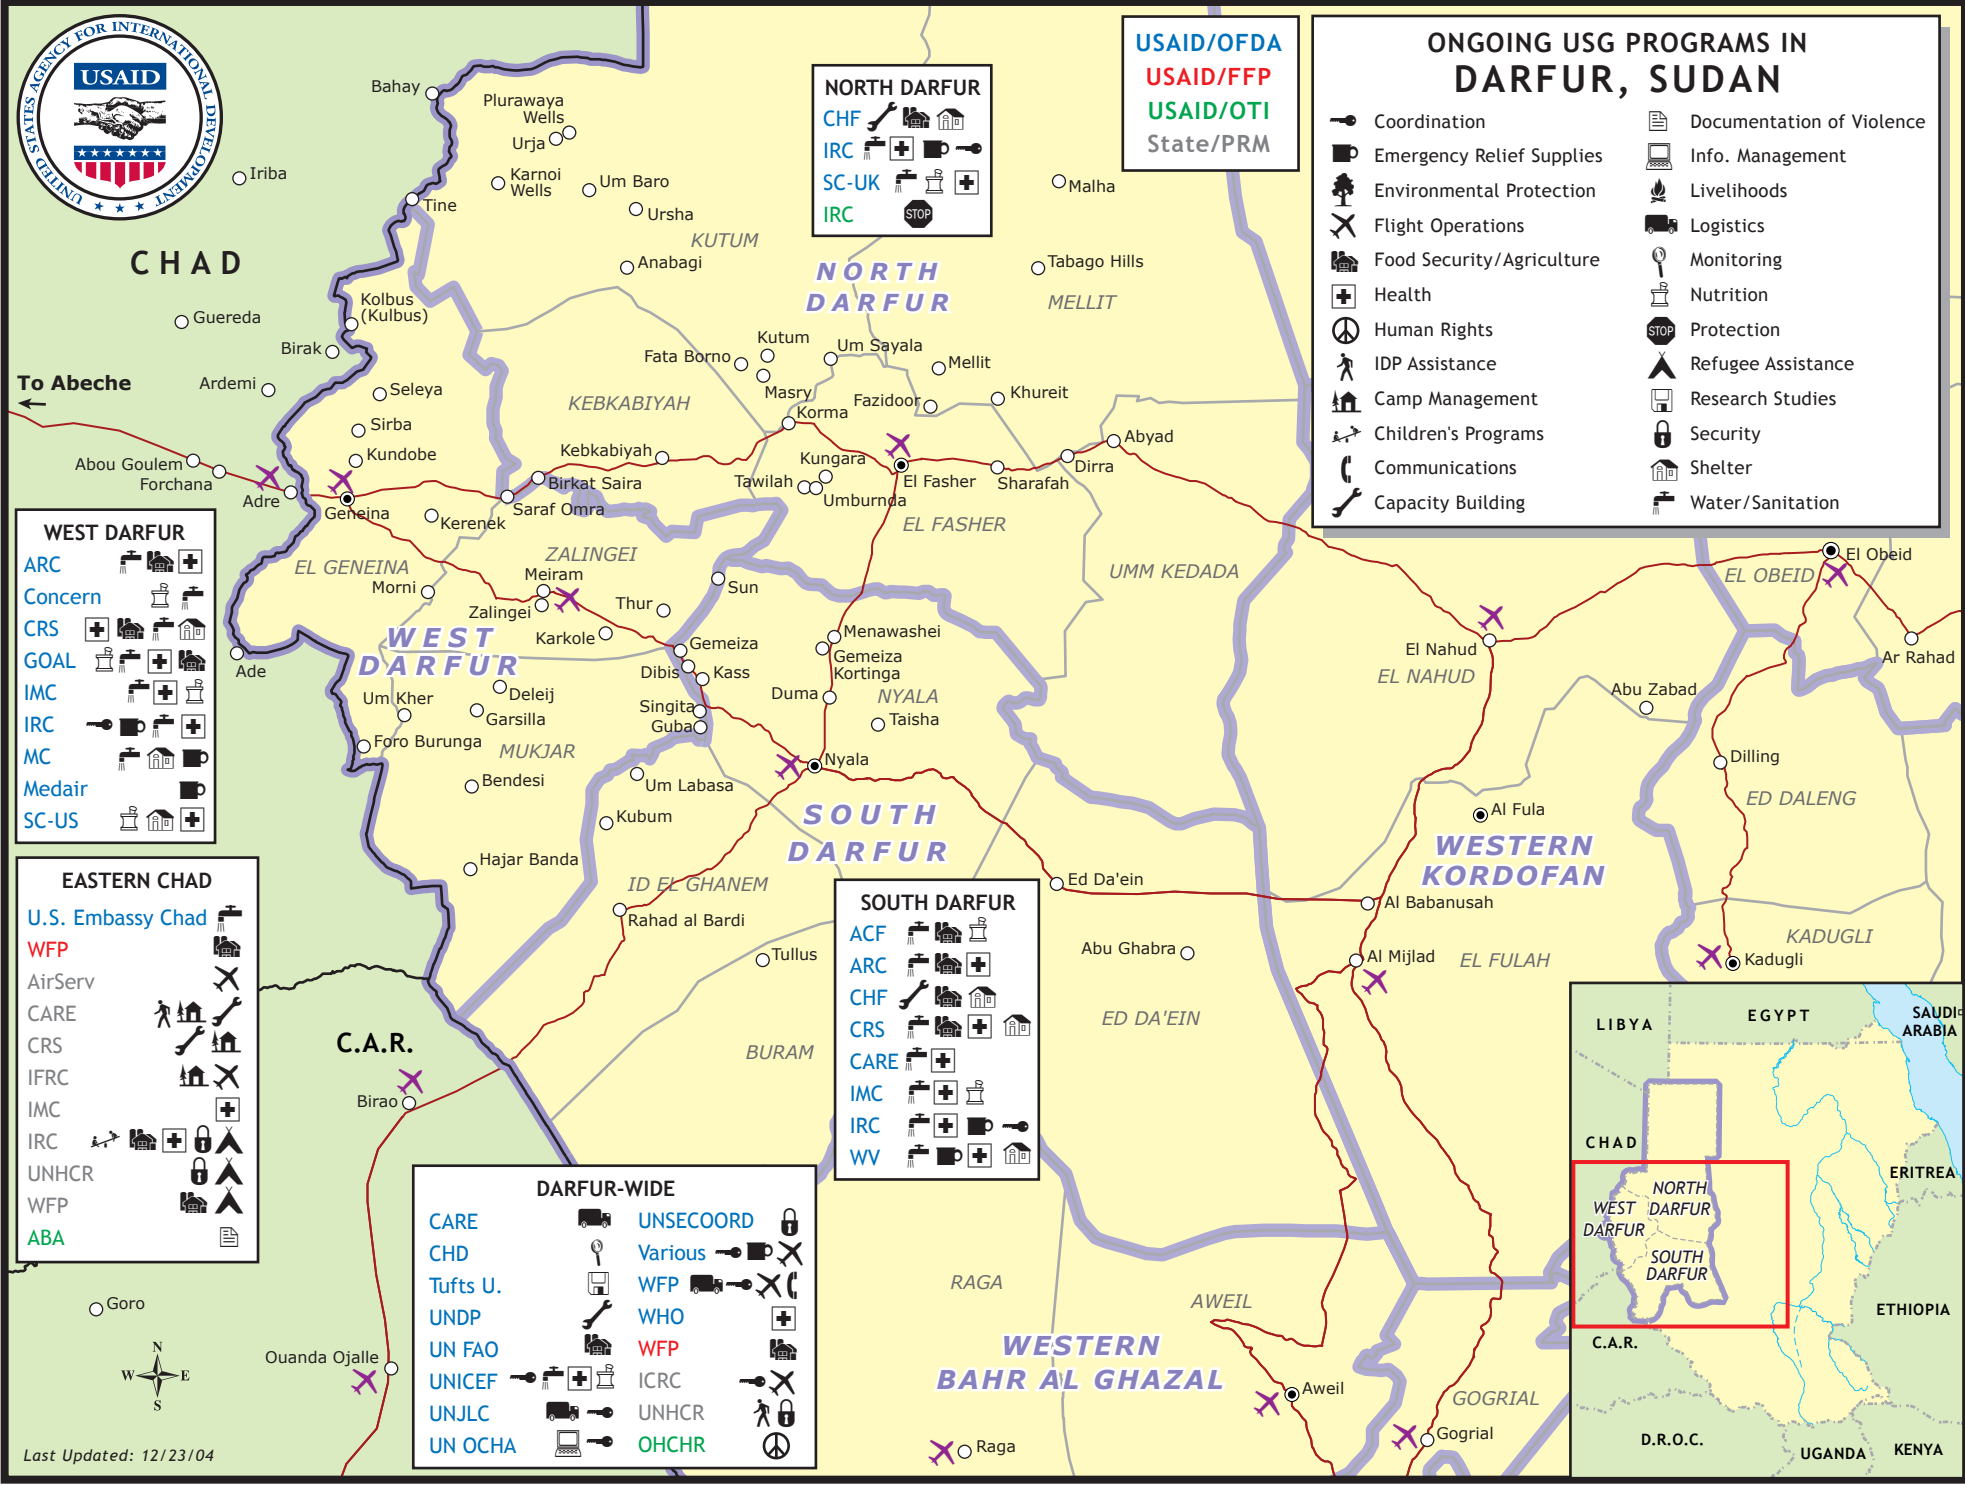 UNITED STATES AGENCY FOR INTERNATIONAL DEVELOPMENT
USAID
USAID/OFDA
USAID/FFP
USAID/OTI
State/PRM
ONGOING USG PROGRAMS IN
DARFUR, SUDAN
Coordination
Emergency Relief Supplies
Environmental Protection
Flight Operations
Food Security/Agriculture
Health
Human Rights
IDP Assistance
Camp Management
Children's Programs
Communications
Capacity Building
Documentation of Violence
Info. Management
Livelihoods
Logistics
Monitoring
Nutrition
STOP Protection
Refugee Assistance
Research Studies
Security
Shelter
Water/Sanitation
NORTH DARFUR
CHF
IRC
SC-UK
IRC STOP
Bahay
Plurawaya
Wells
Urja
Karnoi
Wells
Um Baro
Ursha
Iriba
Tine
KUTUM
Anabagi
Malha
CHAD
NORTH
DARFUR
Tabago Hills
MELLIT
Kolbus
(Kulbus)
Guereda
Birak
Kutum
Fata Borno
Um Sayala
Mellit
To Abeche
Ardemi
Seleya
Masry
Fazidoor
Khureit
KEBKABIYAH
Korma
Sirba
Abyad
Kundobe
Kebkabiyah
Kungara
Dirra
Abou Goulem
Forchana
Adre
Birkat Saira
Tawilah
Umburnda
El Fasher
Sharafah
Geneina
Saraf Omra
Kerenek
EL FASHER
WEST DARFUR
ARC
Concern
CRS
GOAL
IMC
IRC
MC
Medair
SC-US
EL GENEINA
ZALINGEI
Meiram
Morni
Zalingei
Thur
Sun
UMM KEDADA
El Obeid
EL OBEID
WEST
DARFUR
Karkole
Gemeiza
Menawashei
Gemeiza
Kortinga
El Nahud
EL NAHUD
Ar Rahad
Ade
Dibis
Kass
Um Kher
Deleij
Garsilla
Singita
Guba
Duma
NYALA
Taisha
Abu Zabad
Foro Burunga
MUKJAR
Nyala
Dilling
Bendesi
Um Labasa
ED DALENG
Kubum
SOUTH
DARFUR
Al Fula
WESTERN
KORDOFAN
Hajar Banda
ID EL GHANEM
Ed Da'ein
Al Babanusah
Rahad al Bardi
Tullus
Abu Ghabra
Al Mijlad
EL FULAH
KADUGLI
Kadugli
EASTERN CHAD
U.S. Embassy Chad
WFP
AirServ
CARE
CRS
IFRC
IMC
IRC
UNHCR
WFP
ABA
SOUTH DARFUR
ACF
ARC
CHF
CRS
CARE
IMC
IRC
WV
ED DA'EIN
C.A.R.
BURAM
Birao
DARFUR-WIDE
CARE
CHD
Tufts U.
UNDP
UN FAO
UNICEF
UNJLC
UN OCHA
UNSECOORD
Various
WFP
WHO
WFP
ICRC
UNHCR
OHCHR
Goro
N
W E
S
Ouanda Ojalle
Last Updated: 12/23/04
RAGA
AWEIL
WESTERN
BAHR AL GHAZAL
Aweil
GOGRIAL
Gogrial
Raga
LIBYA
EGYPT
SAUDI
ARABIA
CHAD
ERITREA
NORTH
DARFUR
WEST
DARFUR
SOUTH
DARFUR
ETHIOPIA
C.A.R.
D.R.O.C.
UGANDA
KENYA